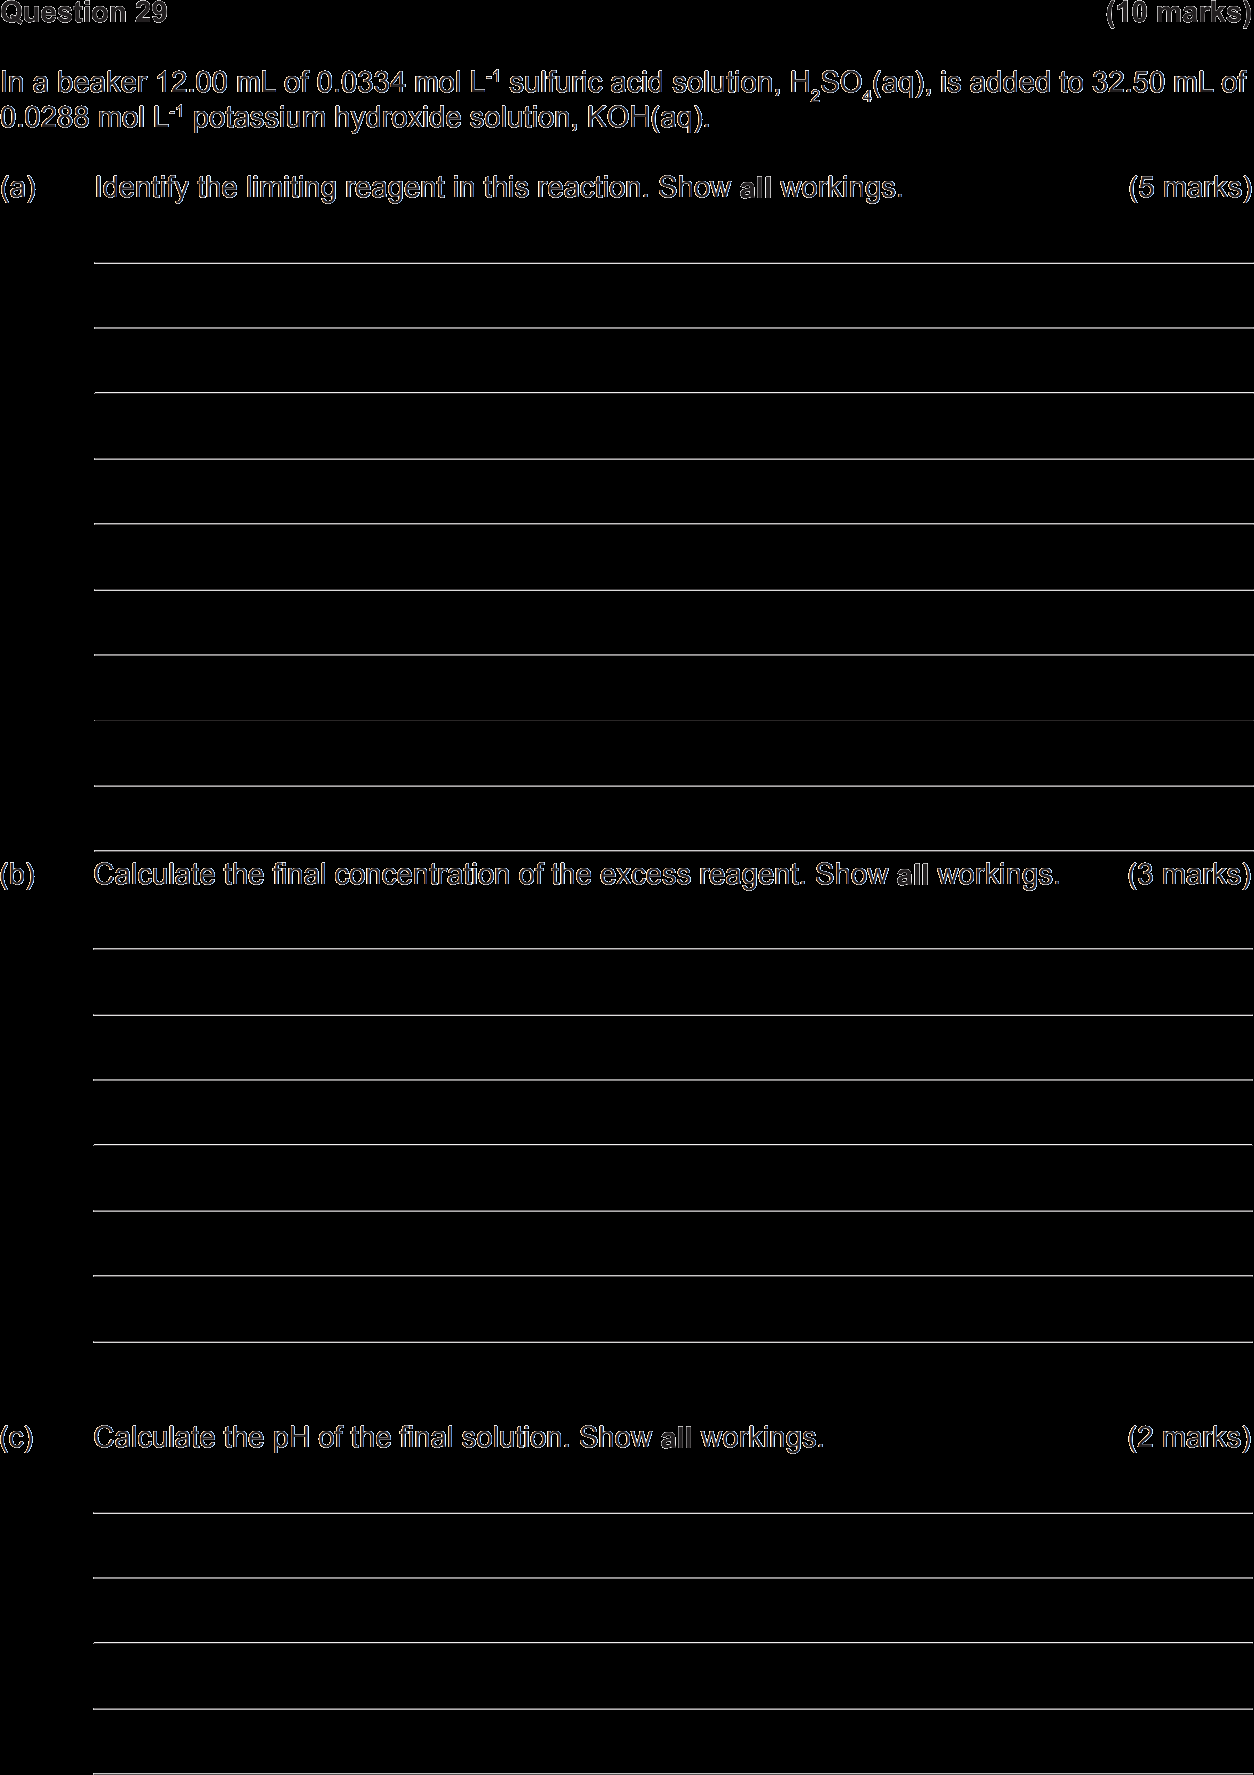 Question 29 (10 marks)
In a beaker 12.00 mL of 0.0334 mol L⁻¹ sulfuric acid solution, H₂SO₄(aq), is added to 32.50 mL of
0.0288 mol L⁻¹ potassium hydroxide solution, KOH(aq).
(a) Identify the limiting reagent in this reaction. Show all workings. (5 marks)
(b) Calculate the final concentration of the excess reagent. Show all workings. (3 marks)
(c) Calculate the pH of the final solution. Show all workings. (2 marks)